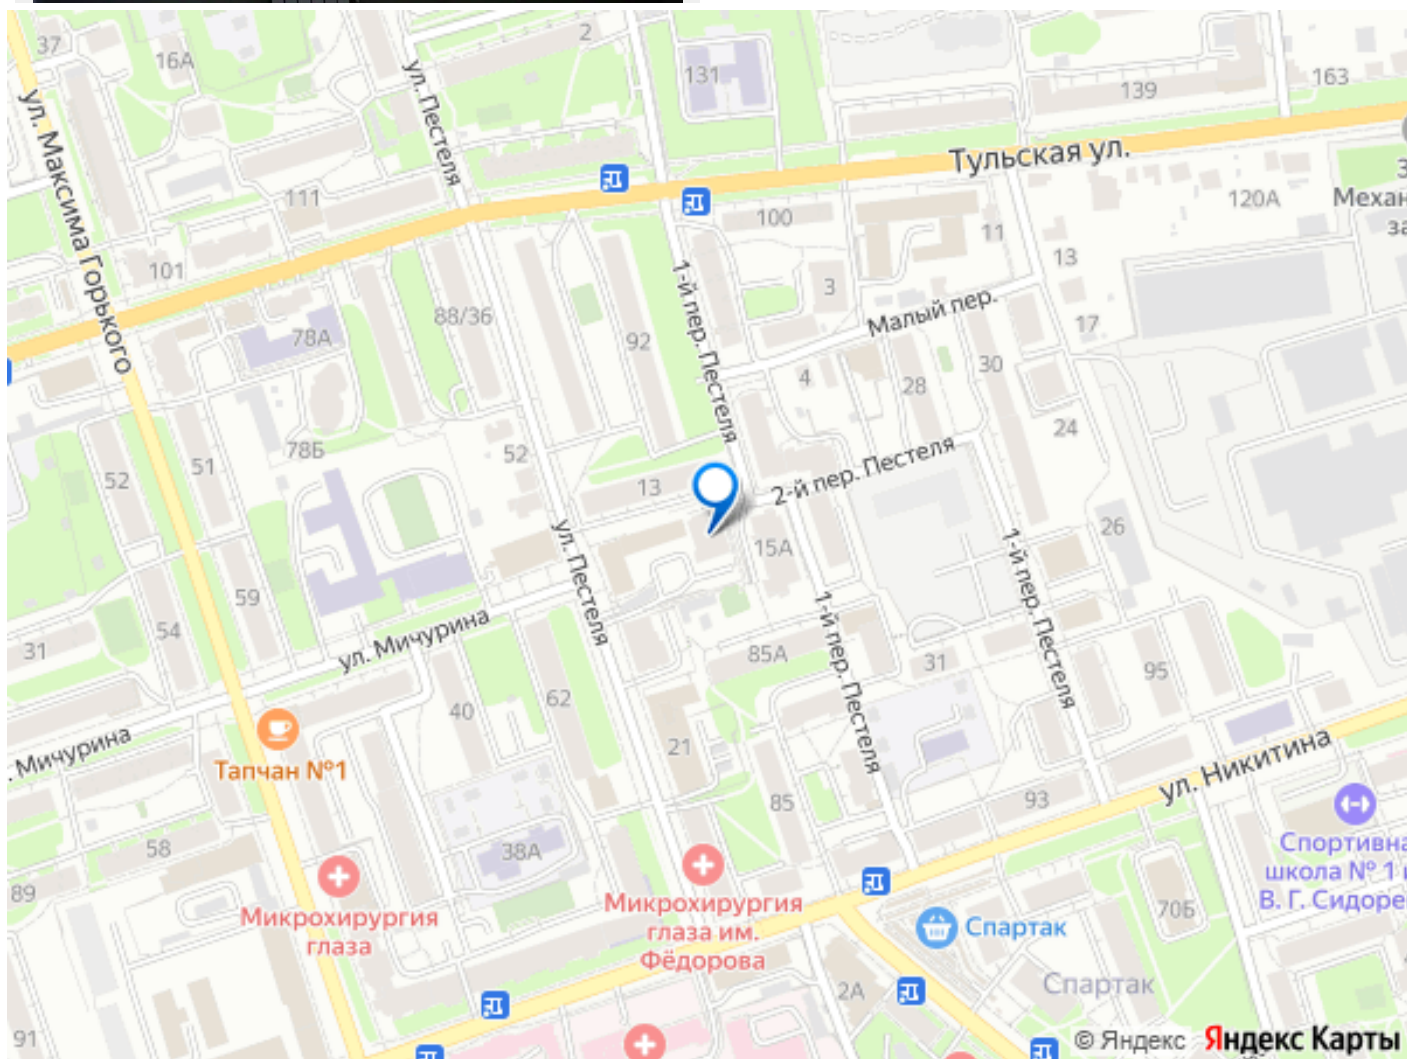 37
16А
2
131
139
163
ул. Пестеля
ул. Максима Горького
Тульская ул.
111
100
120А
11
Механ
101
13
3
1-й пер. Пестеля
88/36
78А
92
Малый пер.
17
4
28
30
24
78Б
52
51
52
13
2-й пер. Пестеля
26
15А
ул. Пестеля
1-й пер. Пестеля
59
54
31
ул. Мичурина
85А
1-й пер. Пестеля
31
95
40
62
21
Мичурина
Тапчан №1
ул. Никитина
85
93
58
38А
89
Спортивна
школа № 1 и
В. Г. Сидоре
Микрохирургия
глаза
Микрохирургия
глаза им.
Фёдорова
70Б
Спартак
Спартак
2А
91
© Яндекс Яндекс Карты